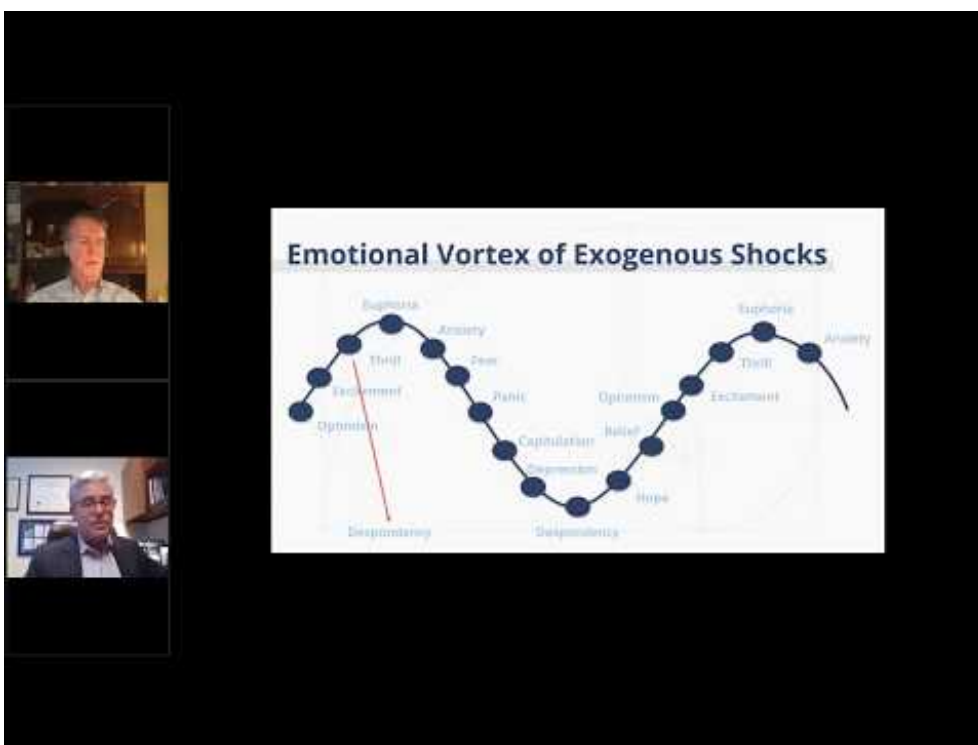 Emotional Vortex of Exogenous Shocks
Euphoria
Anxiety
Thrill
Fear
Excitement
Panic
Optimism
Capitulation
Depression
Despondency
Despondency
Hope
Relief
Optimism
Excitement
Thrill
Euphoria
Anxiety